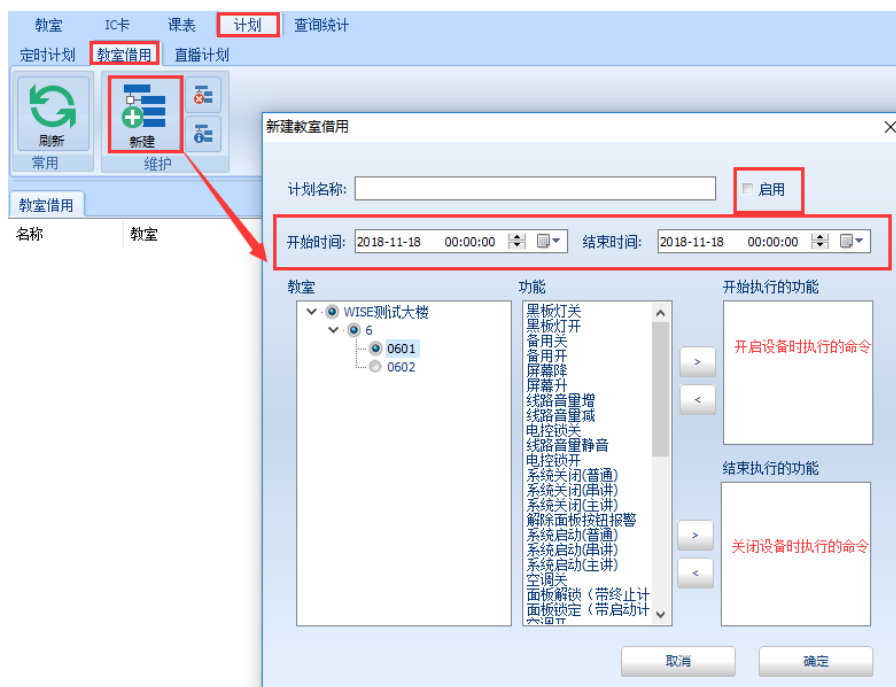 教室 IC卡 课表 计划 查询统计
定时计划 教室借用 直播计划
刷新 新建
常用 维护
新建教室借用
计划名称: 启用
教室借用
名称 教室
开始时间: 2018-11-18 00:00:00 结束时间: 2018-11-18 00:00:00
教室 功能 开始执行的功能
WISE测试大楼
6
0601
0602
黑板灯关
黑板灯开
备用关
备用开
屏幕降
屏幕升
线路音量增
线路音量减
电控锁关
线路音量静音
电控锁开
系统关闭(普通)
系统关闭(串讲)
系统关闭(主讲)
解除面板按钮报警
系统启动(普通)
系统启动(串讲)
系统启动(主讲)
空调关
面板解锁（带终止计
面板锁定（带启动计
空调开
>
<
开启设备时执行的命令
结束执行的功能
>
<
关闭设备时执行的命令
取消 确定